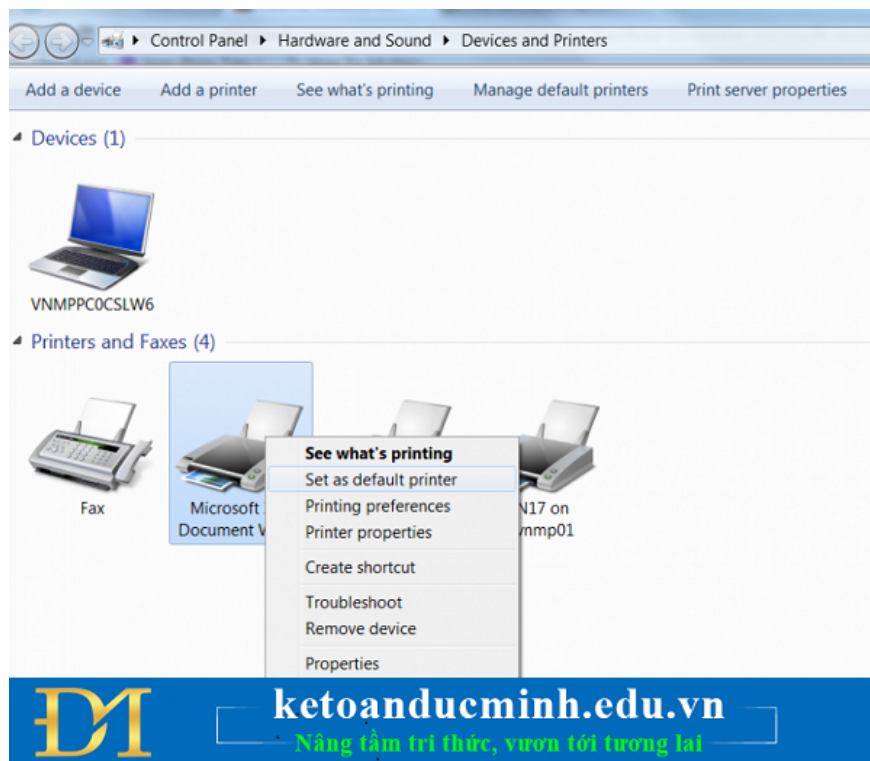 Control Panel Hardware and Sound Devices and Printers
Add a device Add a printer See what's printing Manage default printers Print server properties
Devices (1)
VNMPPC0CSLW6
Printers and Faxes (4)
Fax
Microsoft
Document
N17 on
vnmp01
See what's printing
Set as default printer
Printing preferences
Printer properties
Create shortcut
Troubleshoot
Remove device
Properties
ĐM
ketoanducminh.edu.vn
Nâng tầm tri thức, vươn tới tương lai